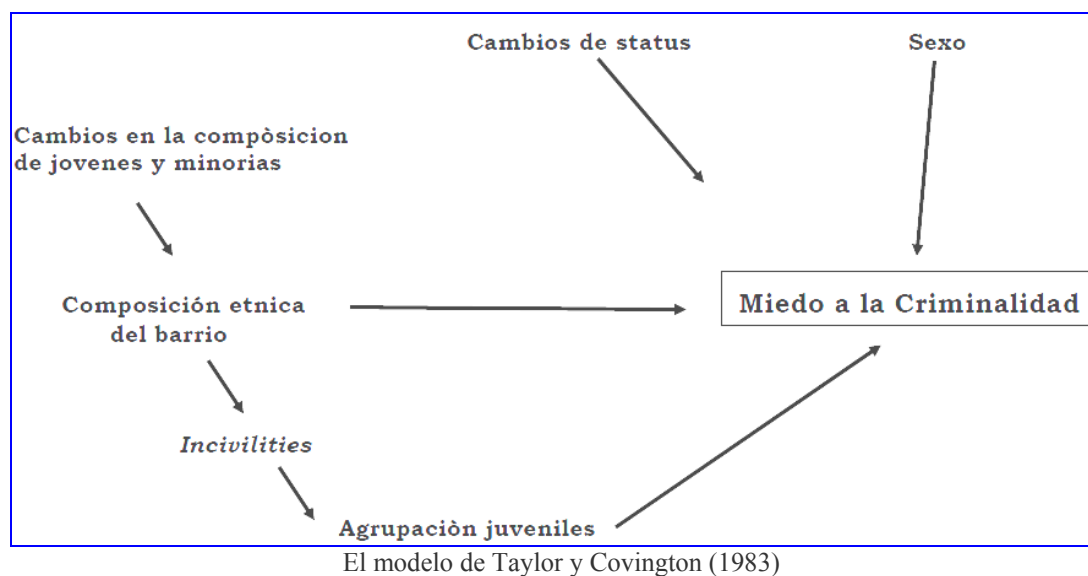 Cambios de status
Sexo
Cambios en la compòsicion
de jovenes y minorias
Composición etnica
del barrio
Miedo a la Criminalidad
Incivilities
Agrupaciòn juveniles
El modelo de Taylor y Covington (1983)